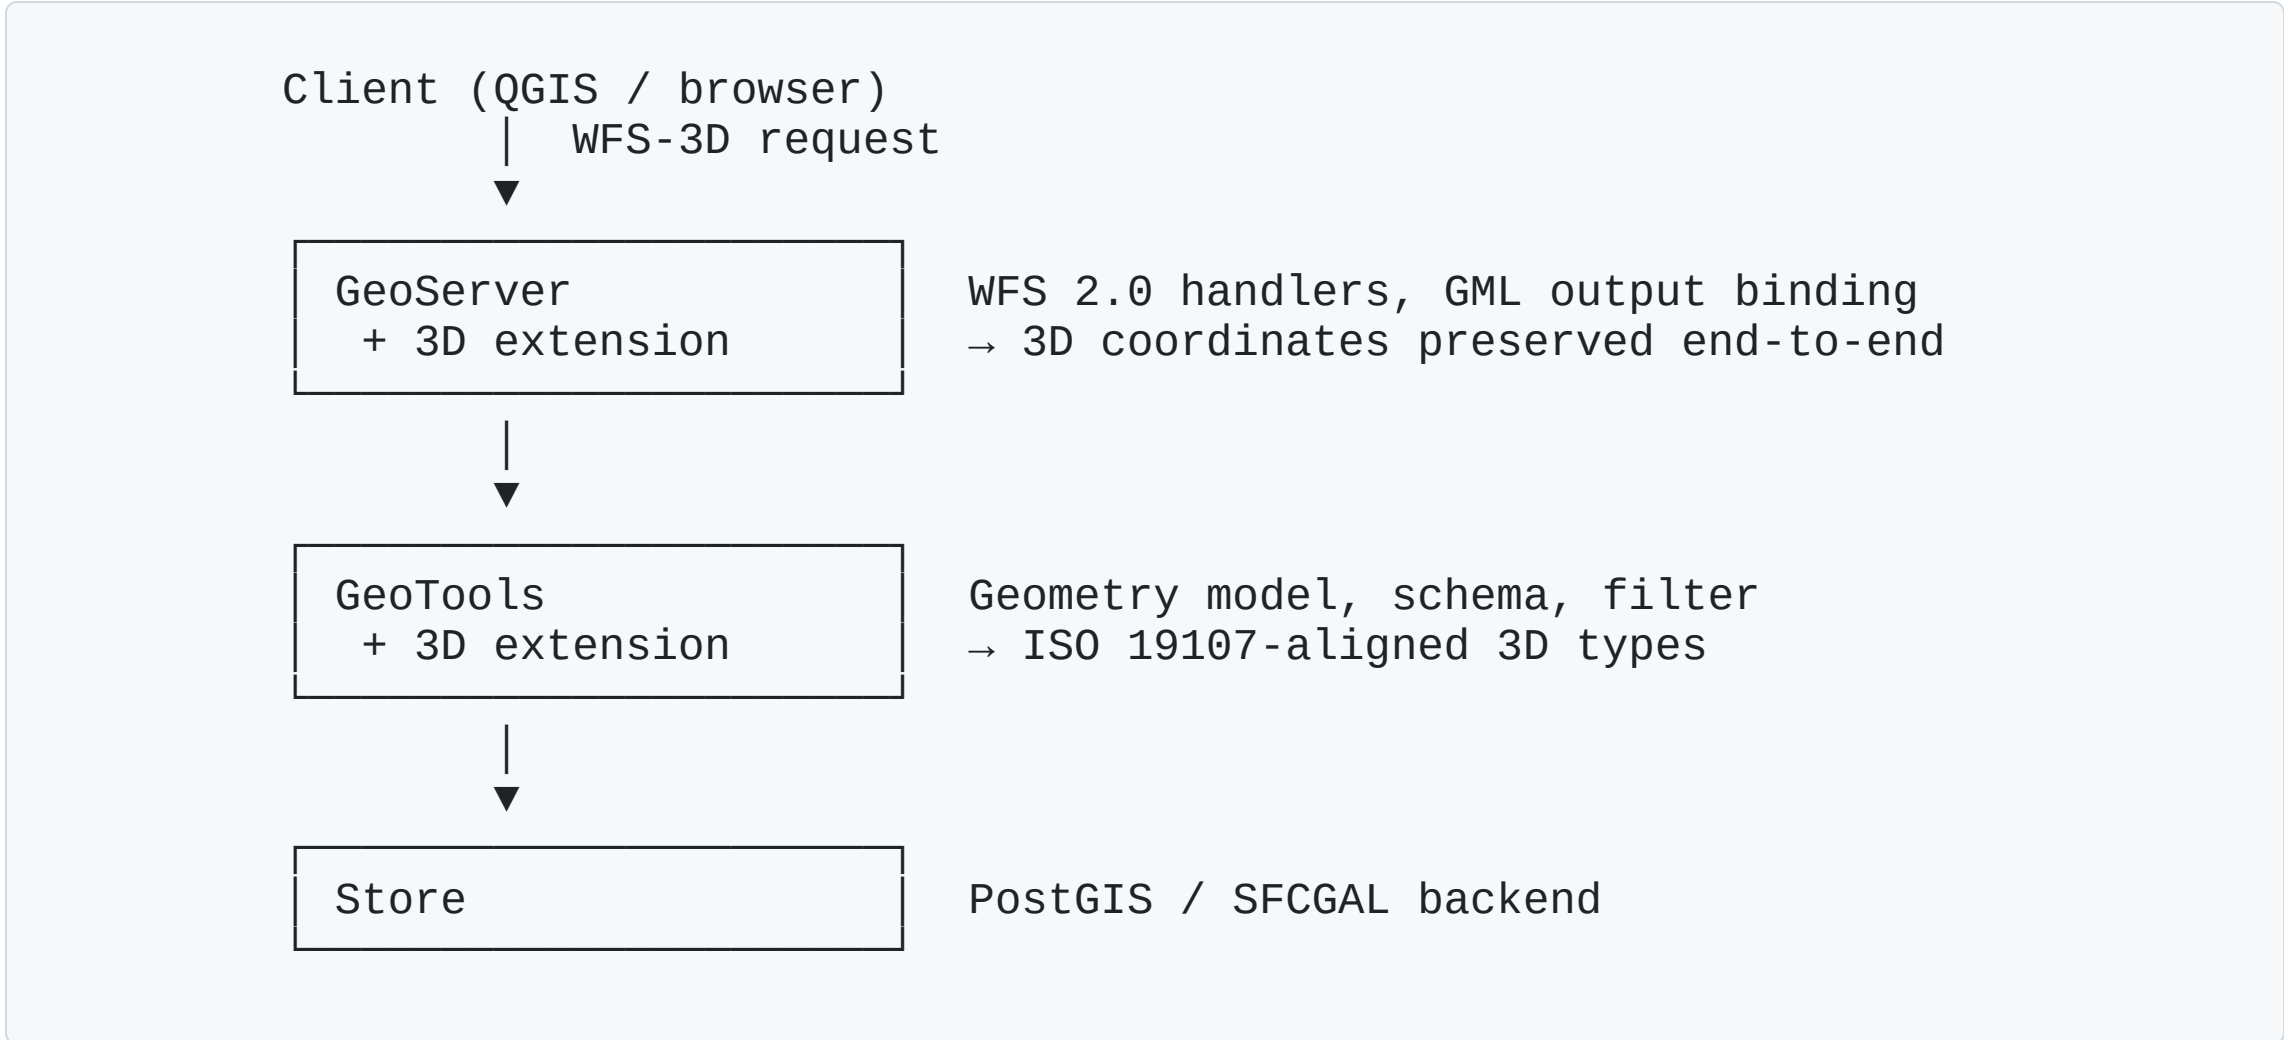 Client (QGIS / browser)
WFS-3D request
GeoServer
+ 3D extension
WFS 2.0 handlers, GML output binding
→ 3D coordinates preserved end-to-end
GeoTools
+ 3D extension
Geometry model, schema, filter
→ ISO 19107-aligned 3D types
Store
PostGIS / SFCGAL backend